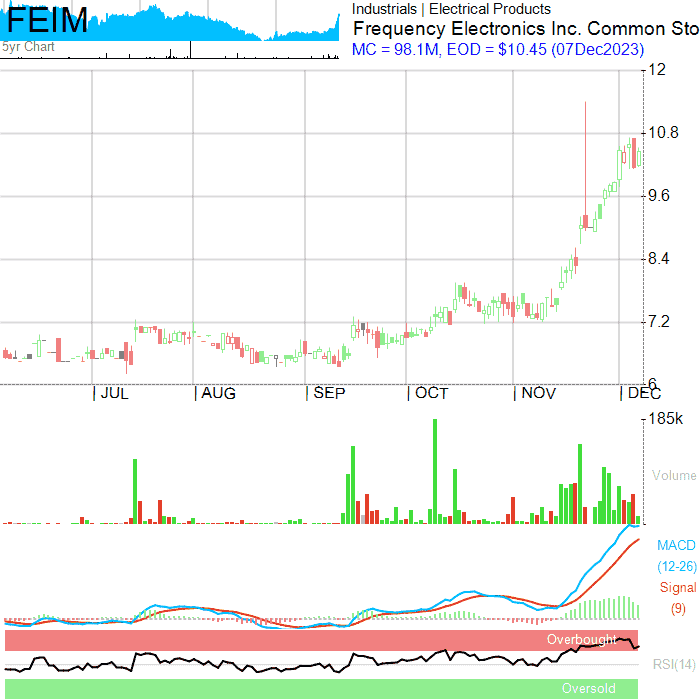 FEIM
5yr Chart
Industrials | Electrical Products
Frequency Electronics Inc. Common Sto
MC = 98.1M, EOD = $10.45 (07Dec2023)
12
10.8
9.6
8.4
7.2
6
| JUL | AUG | SEP | OCT | NOV | DEC
185k
Volume
MACD
(12-26)
Signal
(9)
Overbought
RSI(14)
Oversold